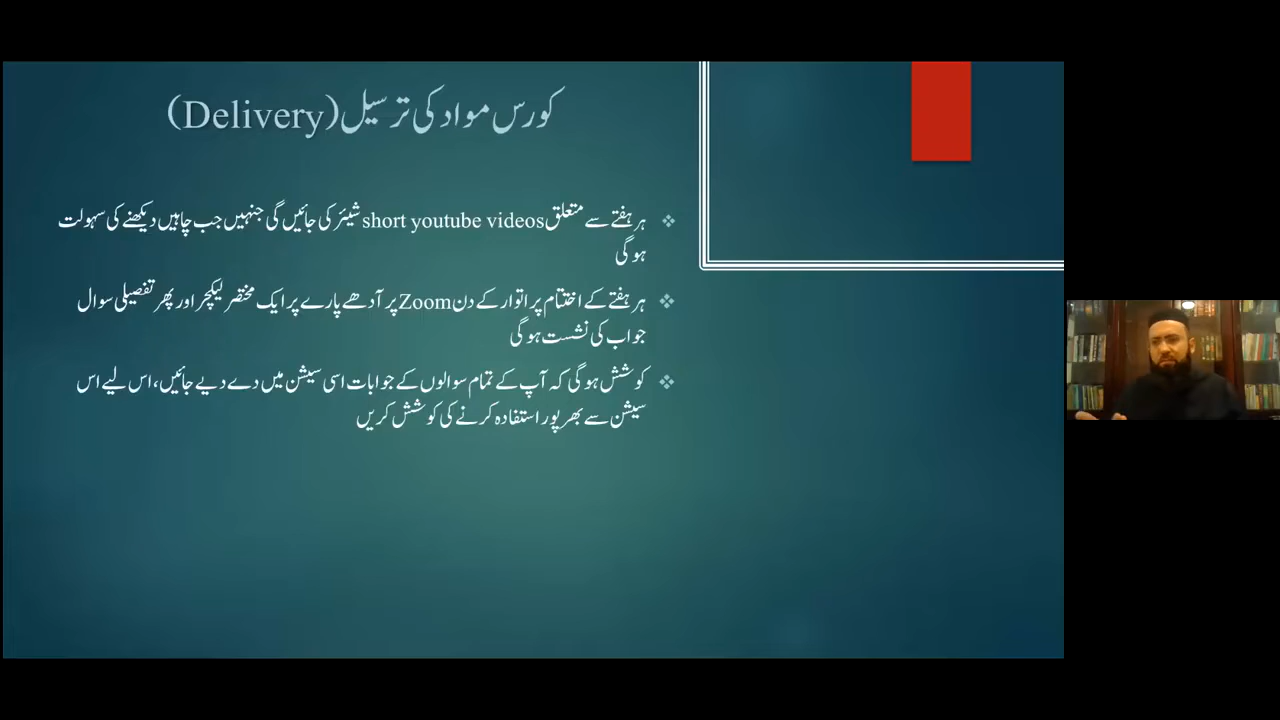 کورس مواد کی ترسیل (Delivery)
ہر ہفتے سے متعلق short youtube videos شیئر کی جائیں گی جنہیں جب چاہیں دیکھنے کی سہولت
ہو گی
ہر ہفتے کے اختتام پر اتوار کے دن Zoom پر آدھے پارے پر ایک مختصر لیکچر اور پھر تفصیلی سوال
جواب کی نشست ہو گی
کوشش ہو گی کہ آپ کے تمام سوالوں کے جوابات اسی سیشن میں دے دیے جائیں، اس لیے اس
سیشن سے بھرپور استفادہ کرنے کی کوشش کریں